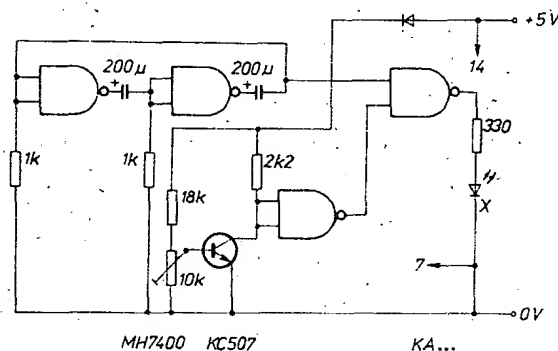 +5V
200µ
+
200µ
+
14
330
1k
1k
2k2
18k
X
10k
7
0V
MH7400 KC507 KA...